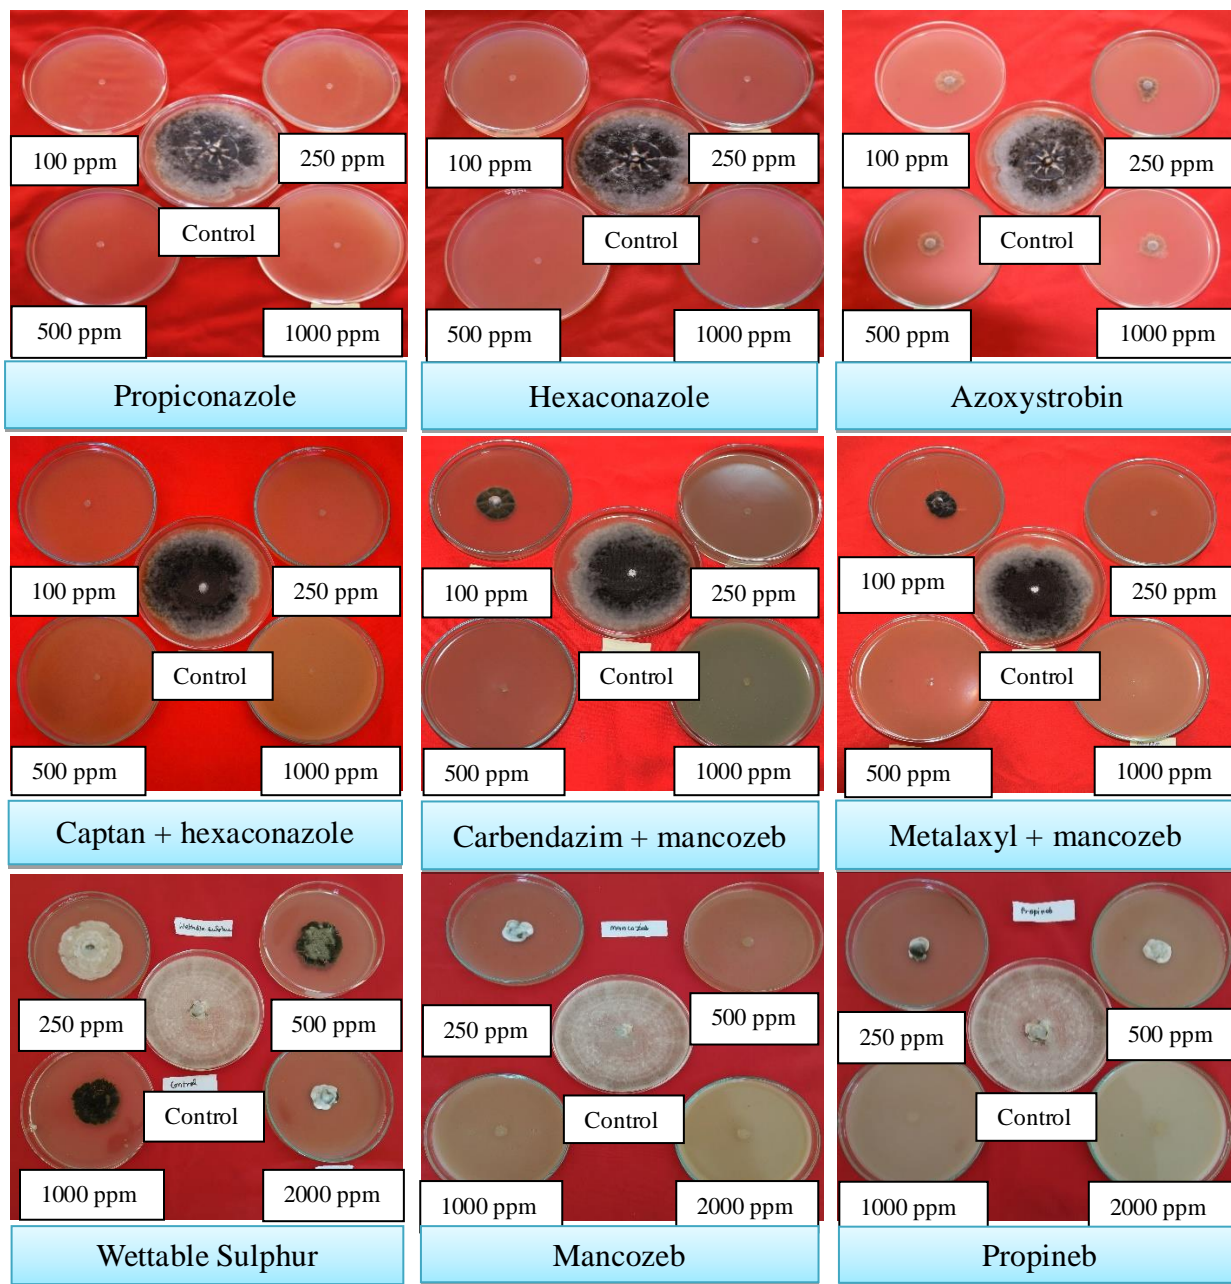 100 ppm
250 ppm
Control
500 ppm
1000 ppm
Propiconazole
100 ppm
250 ppm
Control
500 ppm
1000 ppm
Hexaconazole
100 ppm
250 ppm
Control
500 ppm
1000 ppm
Azoxystrobin
100 ppm
250 ppm
Control
500 ppm
1000 ppm
Captan + hexaconazole
100 ppm
250 ppm
Control
500 ppm
1000 ppm
Carbendazim + mancozeb
100 ppm
250 ppm
Control
500 ppm
1000 ppm
Metalaxyl + mancozeb
Wettable sulphur
250 ppm
500 ppm
Control
Control
1000 ppm
2000 ppm
Wettable Sulphur
Mancozeb
250 ppm
500 ppm
Control
1000 ppm
2000 ppm
Mancozeb
Propineb
250 ppm
500 ppm
Control
1000 ppm
2000 ppm
Propineb